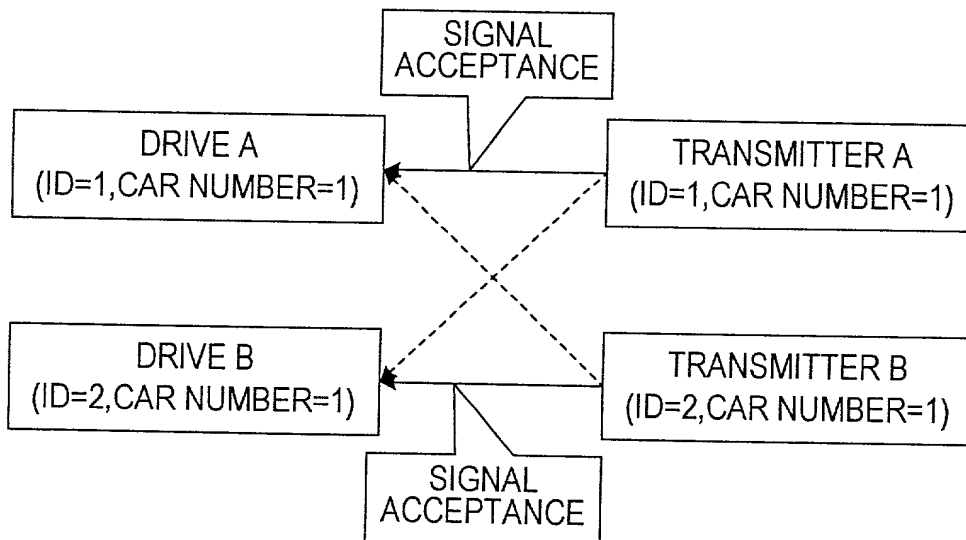 SIGNAL
ACCEPTANCE
DRIVE A
(ID=1,CAR NUMBER=1)
TRANSMITTER A
(ID=1,CAR NUMBER=1)
DRIVE B
(ID=2,CAR NUMBER=1)
TRANSMITTER B
(ID=2,CAR NUMBER=1)
SIGNAL
ACCEPTANCE